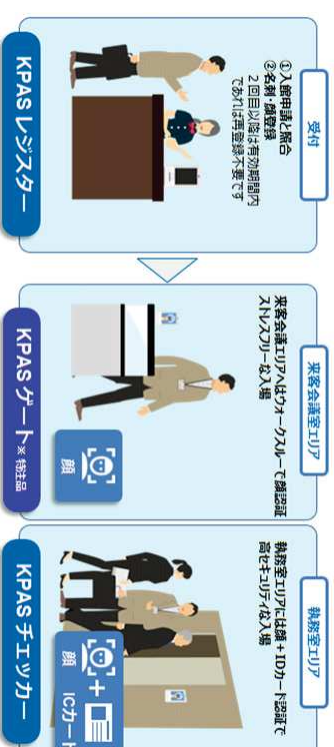 受付
①入館申請と照合
②名刺・顔登録
２回目以降は有効期間内
であれば再登録不要です
KPAS レジスター
来客会議室エリア
来客会議エリアへはウォークスルーで顔認証
ストレスフリーな入場
顔
KPAS ゲート※特注品
執務室エリア
執務室エリアには顔+IDカード認証で
高セキュリティな入場
顔
+
ICカード
KPAS チェッカー